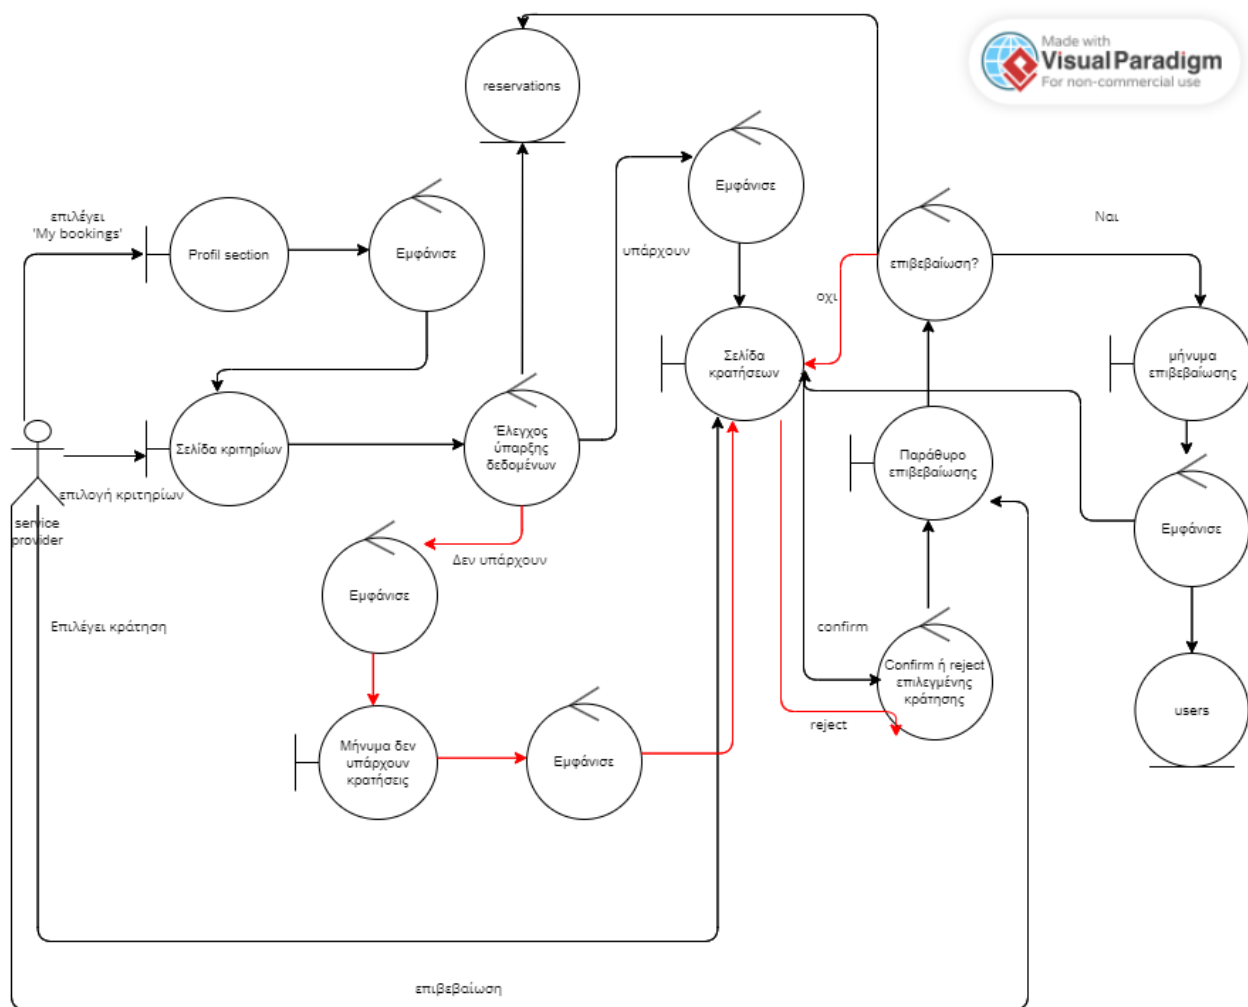 Made with
Visual Paradigm
For non-commercial use
reservations
Εμφάνισε
επιλέγει
'My bookings'
Profil section
Εμφάνισε
υπάρχουν
επιβεβαίωση?
Ναι
οχι
Σελίδα
κρατήσεων
μήνυμα
επιβεβαίωσης
Σελίδα κριτηρίων
Έλεγχος
ύπαρξης
δεδομένων
Παράθυρο
επιβεβαίωσης
επιλογή κριτηρίων
service
provider
Δεν υπάρχουν
Εμφάνισε
Εμφάνισε
Επιλέγει κράτηση
confirm
Confirm ή reject
επιλεγμένης
κράτησης
users
reject
Μήνυμα δεν
υπάρχουν
κρατήσεις
Εμφάνισε
επιβεβαίωση